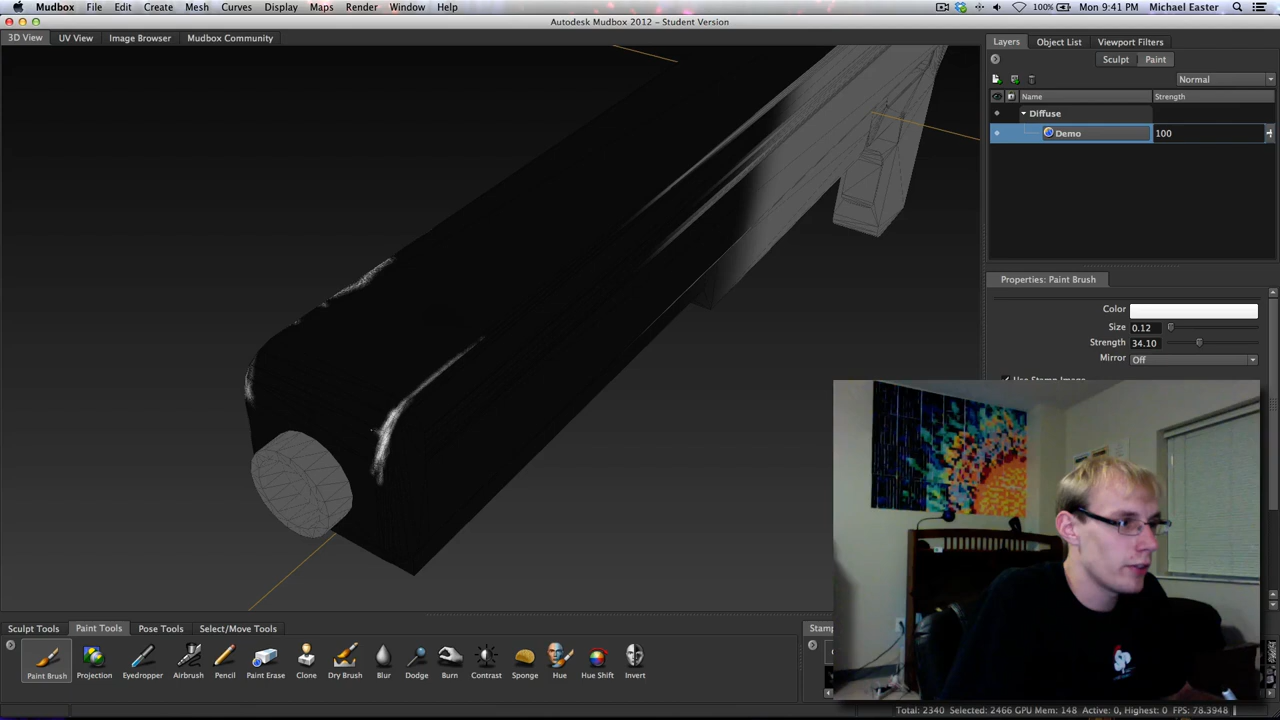 Mudbox File Edit Create Mesh Curves Display Maps Render Window Help 100% Mon 9:41 PM Michael Easter
Autodesk Mudbox 2012 – Student Version
3D View UV View Image Browser Mudbox Community
Layers Object List Viewport Filters
Sculpt Paint
Normal
Name Strength
Diffuse
Demo 100
Properties: Paint Brush
Color
Size 0.12
Strength 34.10
Mirror Off
Use Stamp Image
Sculpt Tools Paint Tools Pose Tools Select/Move Tools
Paint Brush Projection Eyedropper Airbrush Pencil Paint Erase Clone Dry Brush Blur Dodge Burn Contrast Sponge Hue Hue Shift Invert
Total: 2340 Selected: 2466 GPU Mem: 148 Active: 0, Highest: 0 FPS: 78.3948